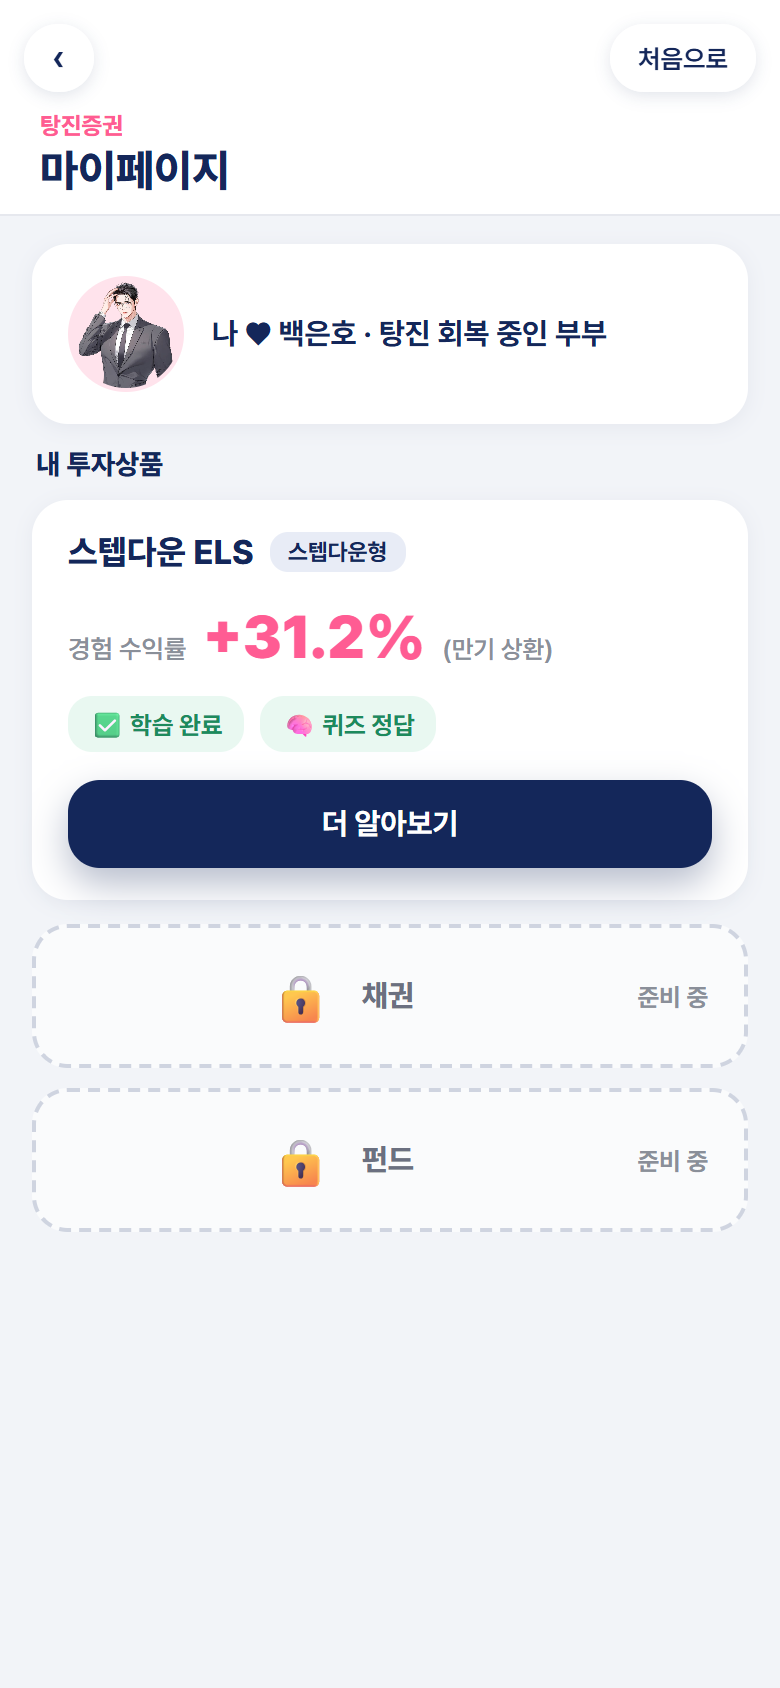 ‹
처음으로
탕진증권
마이페이지
나 ♥ 백은호 · 탕진 회복 중인 부부
내 투자상품
스텝다운 ELS 스텝다운형
경험 수익률 +31.2% (만기 상환)
✅ 학습 완료 🧠 퀴즈 정답
더 알아보기
🔒 채권 준비 중
🔒 펀드 준비 중